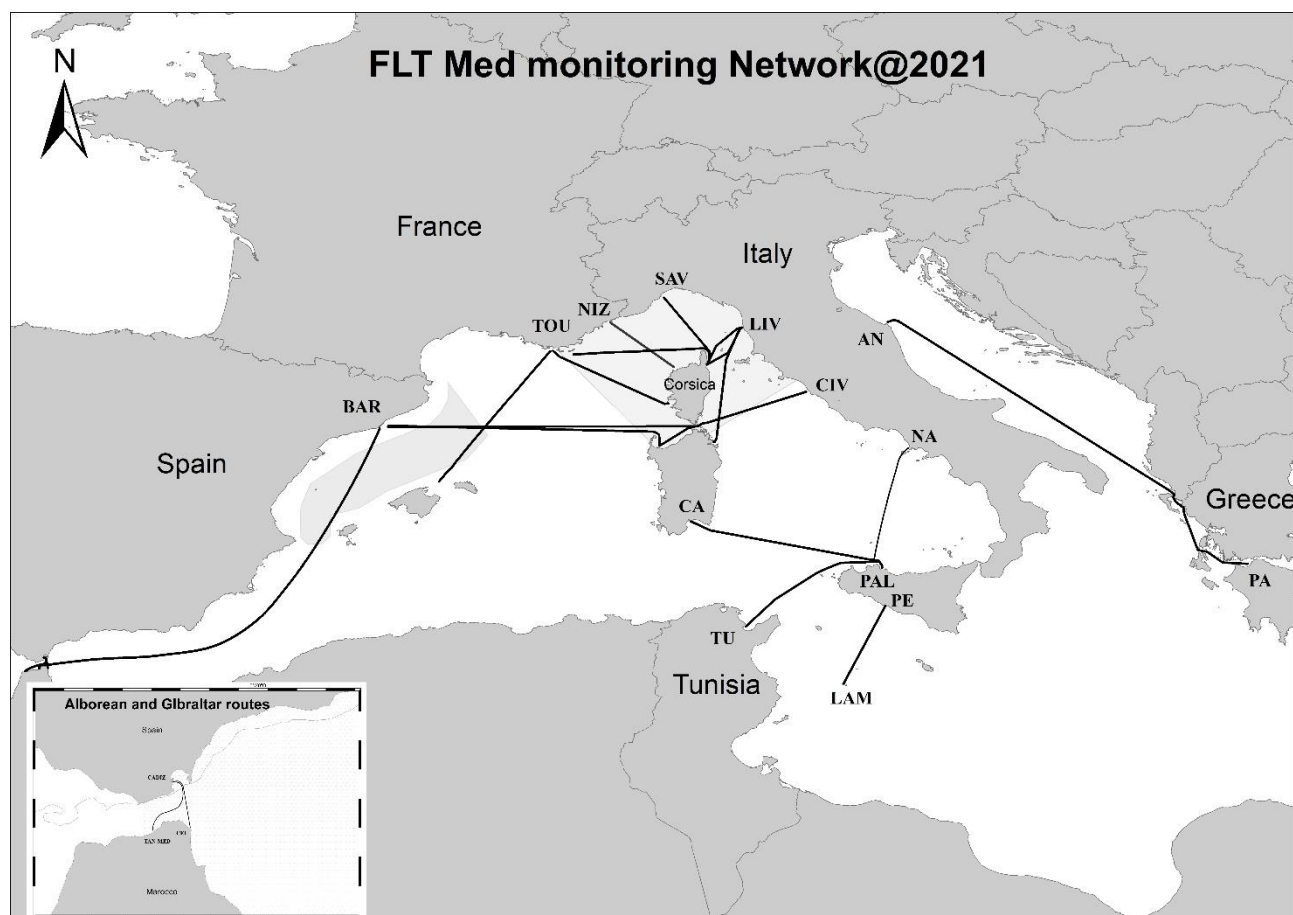 FLT Med monitoring Network@2021
N
France
Italy
SAV
NIZ
TOU
LIV
AN
Corsica
CIV
BAR
NA
Spain
Greece
CA
PAL
PA
PE
TU
Tunisia
LAM
Alborean and GIbraltar routes
Spain
CADIZ
TAN MED
Marocco